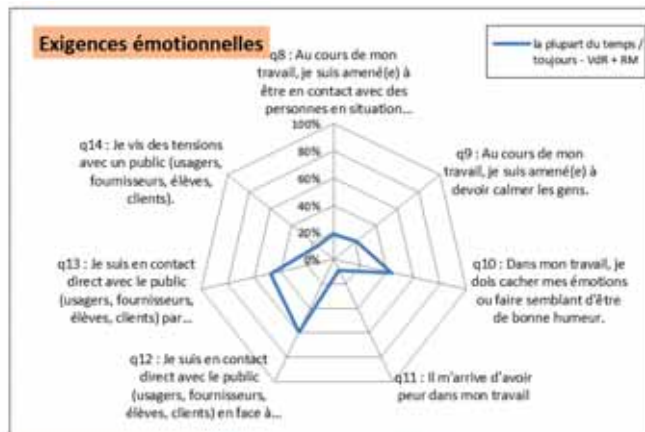 Exigences émotionnelles
la plupart du temps /
toujours - VdR + RM
q8 : Au cours de mon
travail, je suis amené(e) à
être en contact avec des
personnes en situation...
100%
80%
60%
40%
20%
0%
q9 : Au cours de mon
travail, je suis amené(e) à
devoir calmer les gens.
q10 : Dans mon travail, je
dois cacher mes émotions
ou faire semblant d'être
de bonne humeur.
q11 : Il m'arrive d'avoir
peur dans mon travail
q12 : Je suis en contact
direct avec le public
(usagers, fournisseurs,
élèves, clients) en face à...
q13 : Je suis en contact
direct avec le public
(usagers, fournisseurs,
élèves, clients) par...
q14 : Je vis des tensions
avec un public (usagers,
fournisseurs, élèves,
clients).